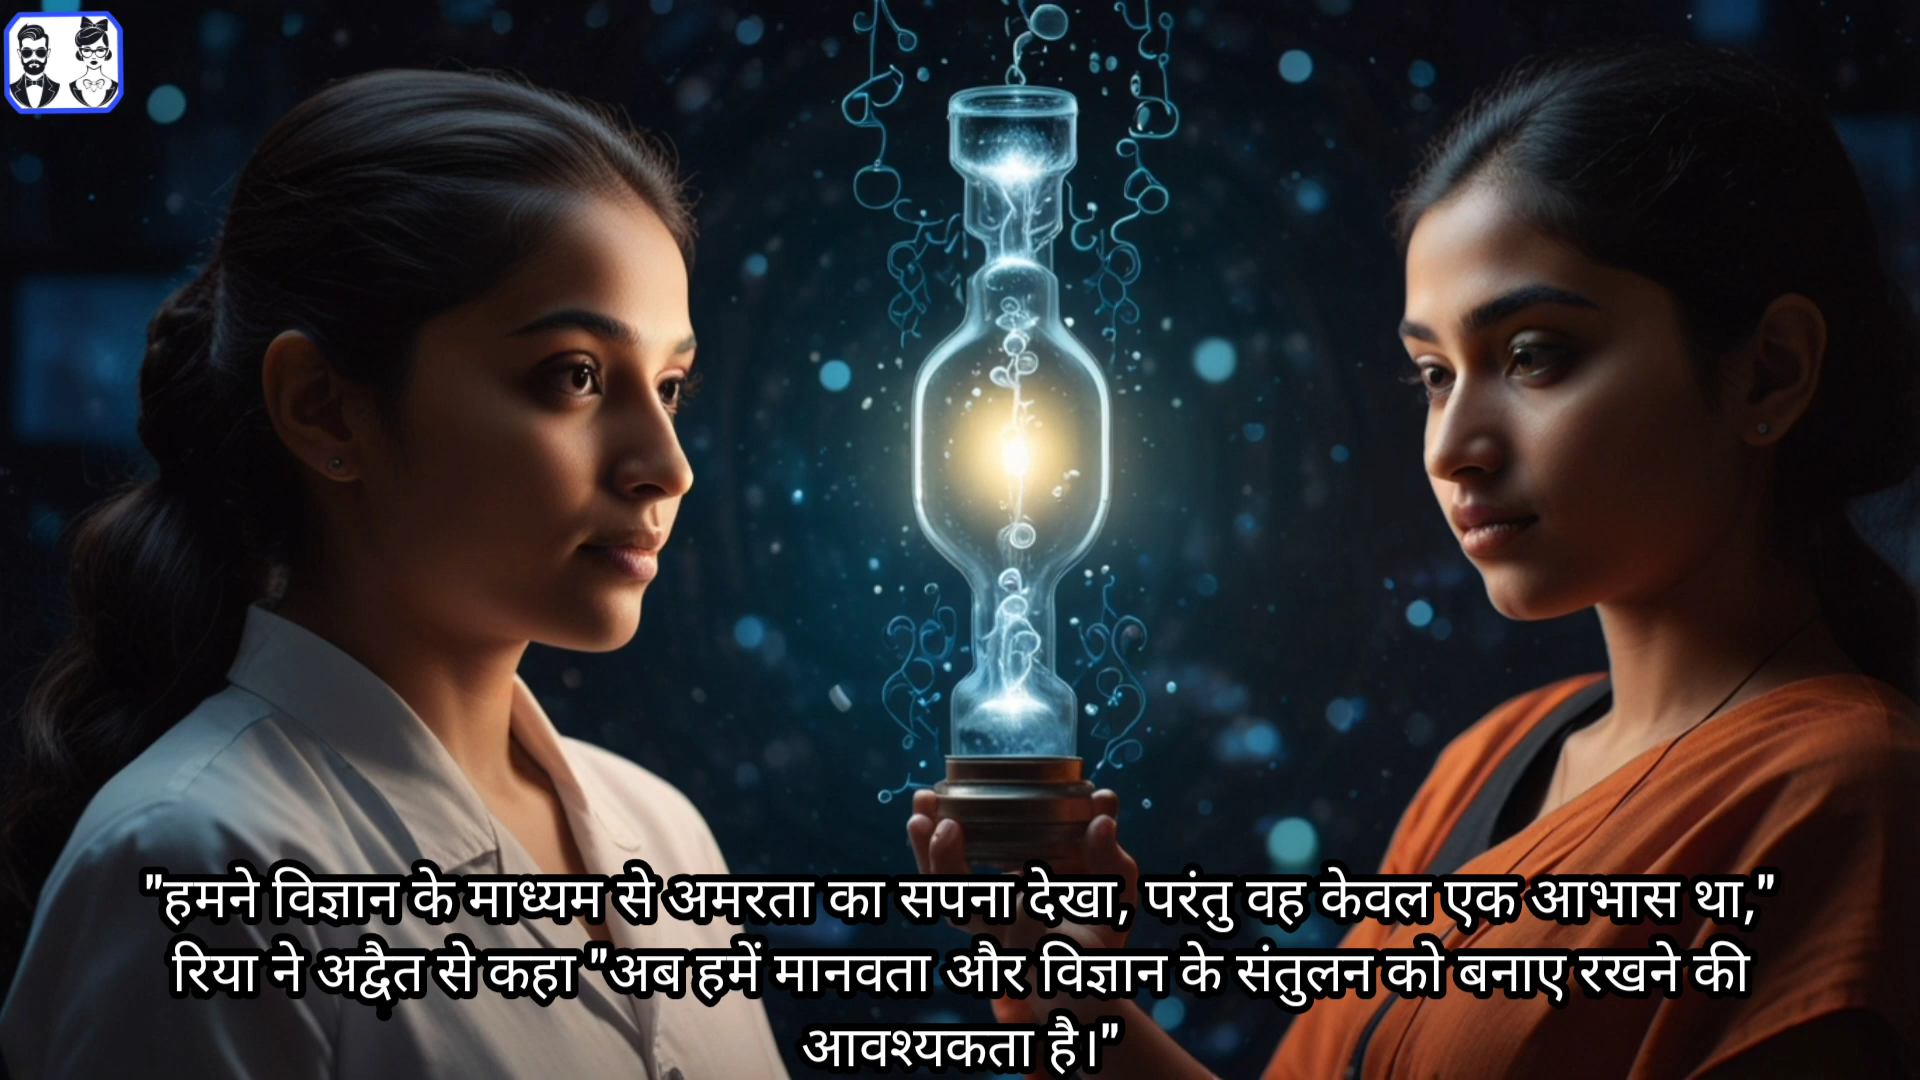 "हमने विज्ञान के माध्यम से अमरता का सपना देखा, परंतु वह केवल एक आभास था,"
रिया ने अद्वैत से कहा "अब हमें मानवता और विज्ञान के संतुलन को बनाए रखने की
आवश्यकता है।"